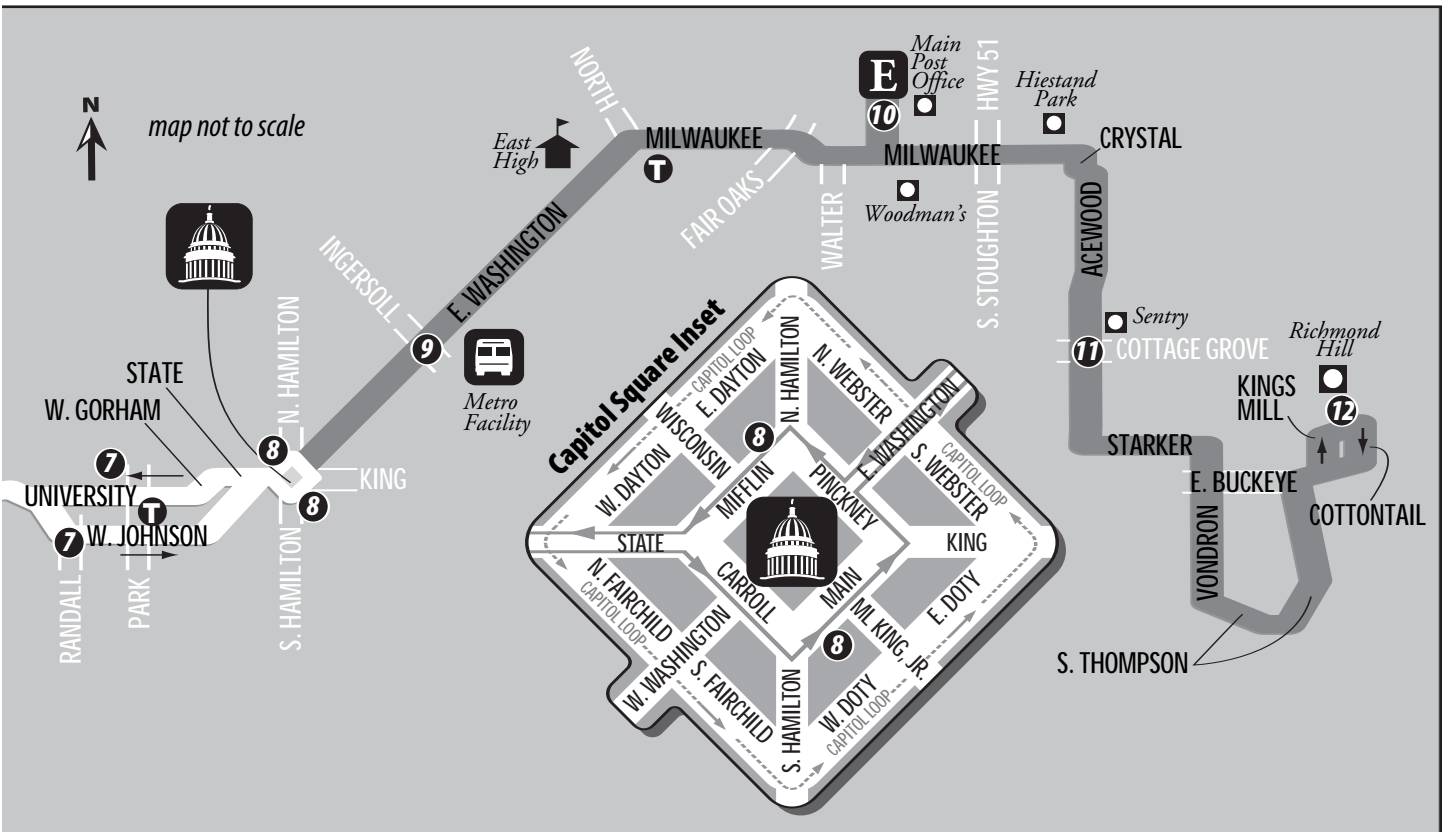 N
map not to scale
NORTH
East
High
MILWAUKEE
T
E
10
Main
Post
Office
HWY 51
Hiestand
Park
CRYSTAL
MILWAUKEE
FAIR OAKS
WALTER
Woodman's
S. STOUGHTON
ACEWOOD
INGERSOLL
E. WASHINGTON
9
Metro
Facility
Sentry
11
COTTAGE GROVE
Richmond
Hill
12
KINGS
MILL
STATE
W. GORHAM
N. HAMILTON
8
7
UNIVERSITY
T
KING
8
7
W. JOHNSON
RANDALL
PARK
S. HAMILTON
STARKER
E. BUCKEYE
COTTONTAIL
VONDRON
S. THOMPSON
Capitol Square Inset
CAPITOL LOOP
E. DAYTON
N. HAMILTON
N. WEBSTER
WISCONSIN
8
E. WASHINGTON
W. DAYTON
MIFFLIN
PINCKNEY
S. WEBSTER
CAPITOL LOOP
STATE
KING
N. FAIRCHILD
CAPITOL LOOP
CARROLL
MAIN
E. DOTY
W. WASHINGTON
8
ML KING, JR.
S. FAIRCHILD
S. HAMILTON
W. DOTY
CAPITOL LOOP